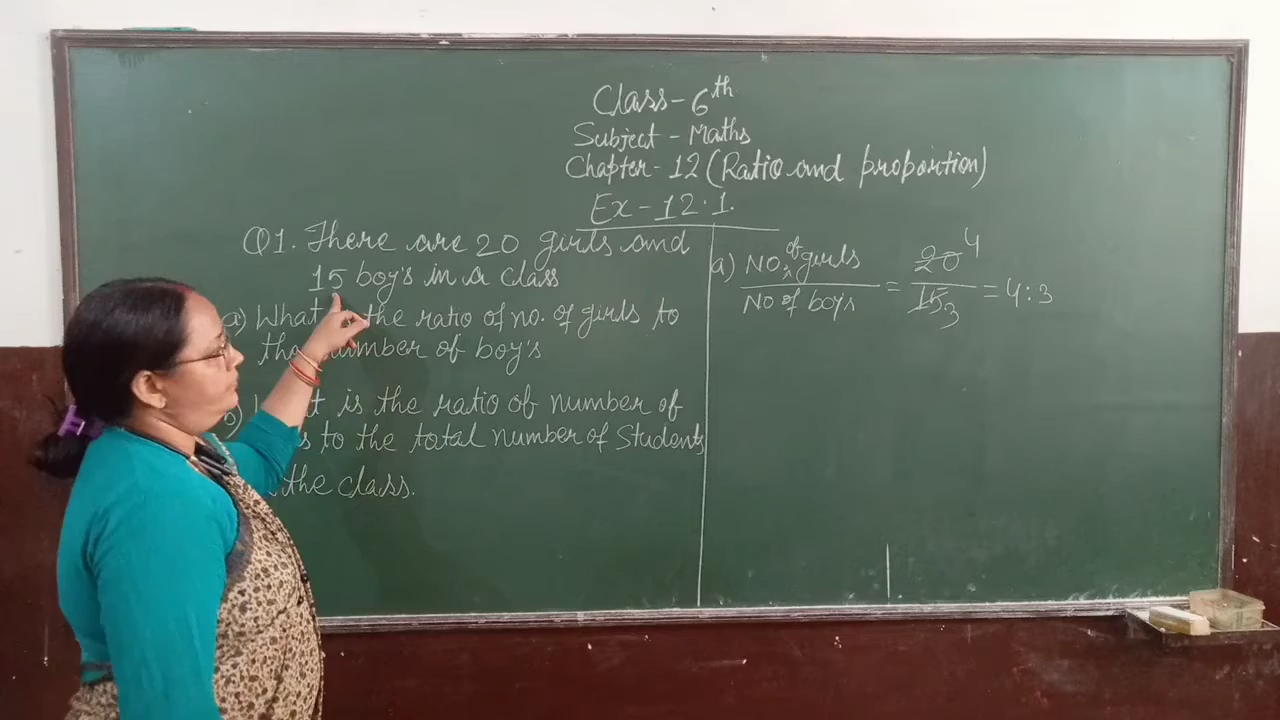 Class - 6th
Subject - Maths
Chapter - 12 (Ratio and proportion)
Ex - 12.1.
Q1. There are 20 girls and
15 boy's in a class
a) What the ratio of no. of girls to
the number of boy's
b) is the ratio of number of
to the total number of Students
the class.
a) No. of girls / No of boys = 20 4 / 15 3 = 4:3